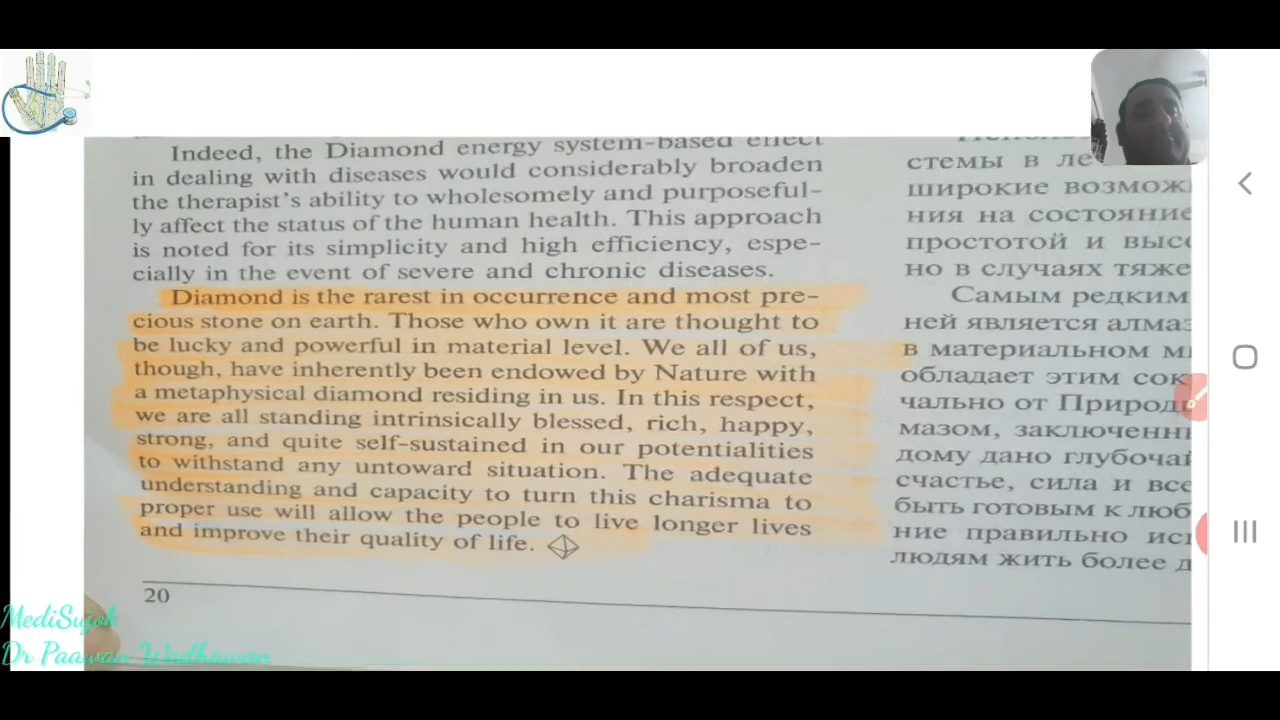 Indeed, the Diamond energy system-based effect
in dealing with diseases would considerably broaden
the therapist's ability to wholesomely and purposeful-
ly affect the status of the human health. This approach
is noted for its simplicity and high efficiency, espe-
cially in the event of severe and chronic diseases.
Diamond is the rarest in occurrence and most pre-
cious stone on earth. Those who own it are thought to
be lucky and powerful in material level. We all of us,
though, have inherently been endowed by Nature with
a metaphysical diamond residing in us. In this respect,
we are all standing intrinsically blessed, rich, happy,
strong, and quite self-sustained in our potentialities
to withstand any untoward situation. The adequate
understanding and capacity to turn this charisma to
proper use will allow the people to live longer lives
and improve their quality of life.
20
стемы в ле
широкие возможн
ния на состояние
простотой и высо
но в случаях тяже
Самым редким
ней является алмаз
в материальном ми
обладает этим сок
чально от Природ
мазом, заключенн
дому дано глубочай
счастье, сила и все
быть готовым к люб
ние правильно исп
людям жить более д
MediSujok
Dr Paawan Wadhawan